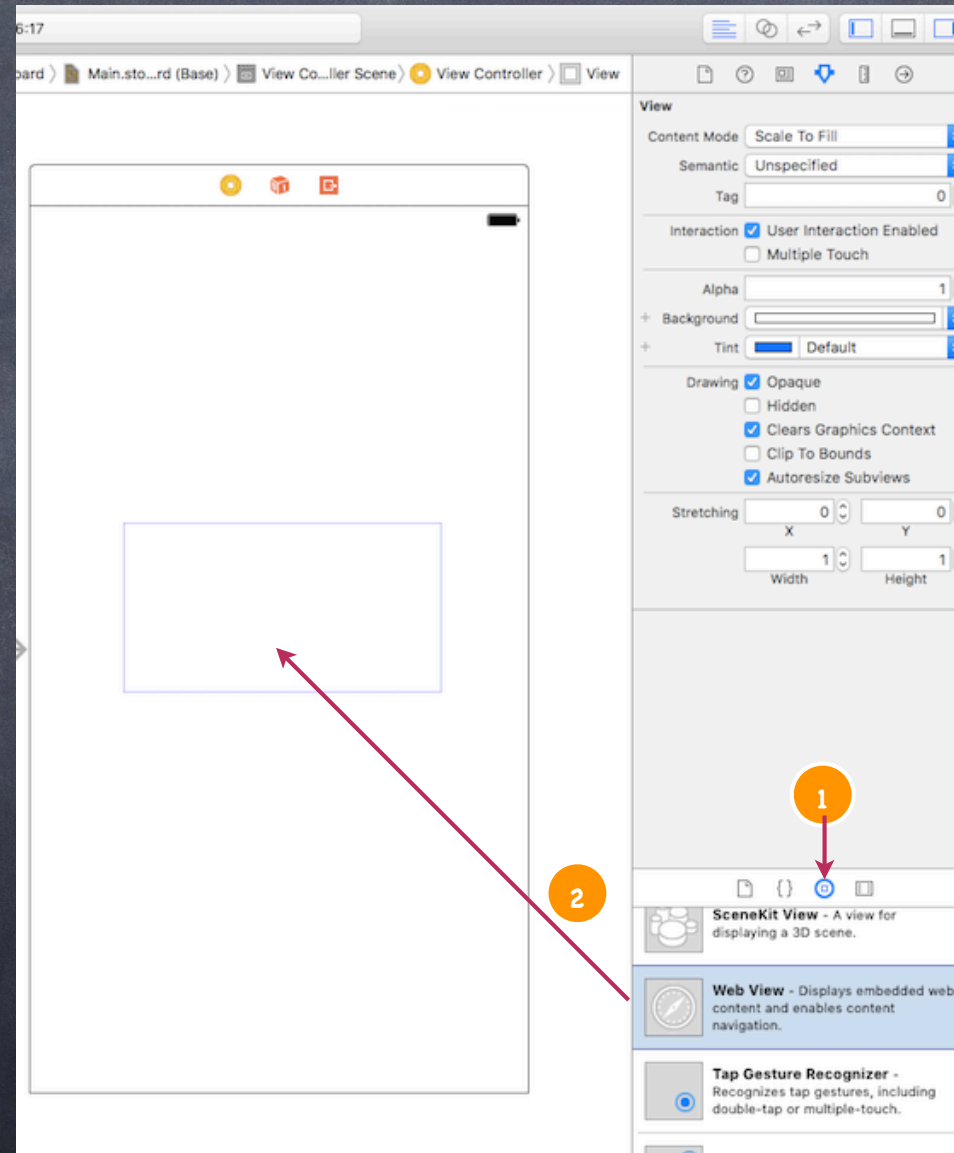 6:17
oard 〉 Main.sto...rd (Base) 〉 View Co...ller Scene 〉 View Controller 〉 View
View
Content Mode Scale To Fill
Semantic Unspecified
Tag 0
Interaction User Interaction Enabled
Multiple Touch
Alpha 1
+ Background
+ Tint Default
Drawing Opaque
Hidden
Clears Graphics Context
Clip To Bounds
Autoresize Subviews
Stretching 0 0
X Y
1 1
Width Height
1
2
{}
SceneKit View - A view for
displaying a 3D scene.
Web View - Displays embedded web
content and enables content
navigation.
Tap Gesture Recognizer -
Recognizes tap gestures, including
double-tap or multiple-touch.